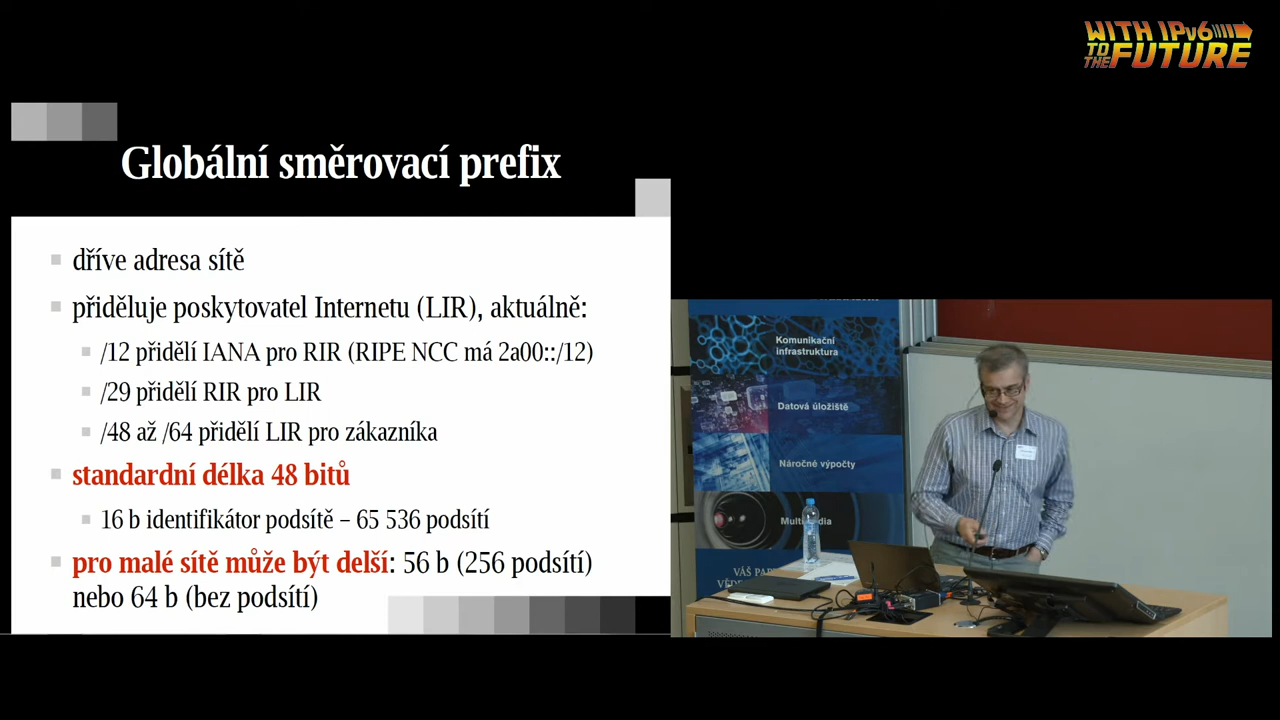 WITH IPv6
TO THE FUTURE
Globální směrovací prefix
dříve adresa sítě
přiděluje poskytovatel Internetu (LIR), aktuálně:
/12 přidělí IANA pro RIR (RIPE NCC má 2a00::/12)
/29 přidělí RIR pro LIR
/48 až /64 přidělí LIR pro zákazníka
standardní délka 48 bitů
16 b identifikátor podsítě – 65 536 podsítí
pro malé sítě může být delší: 56 b (256 podsítí)
nebo 64 b (bez podsítí)
Komunikační
infrastruktura
Datová úložiště
Náročné výpočty
VÁŠ